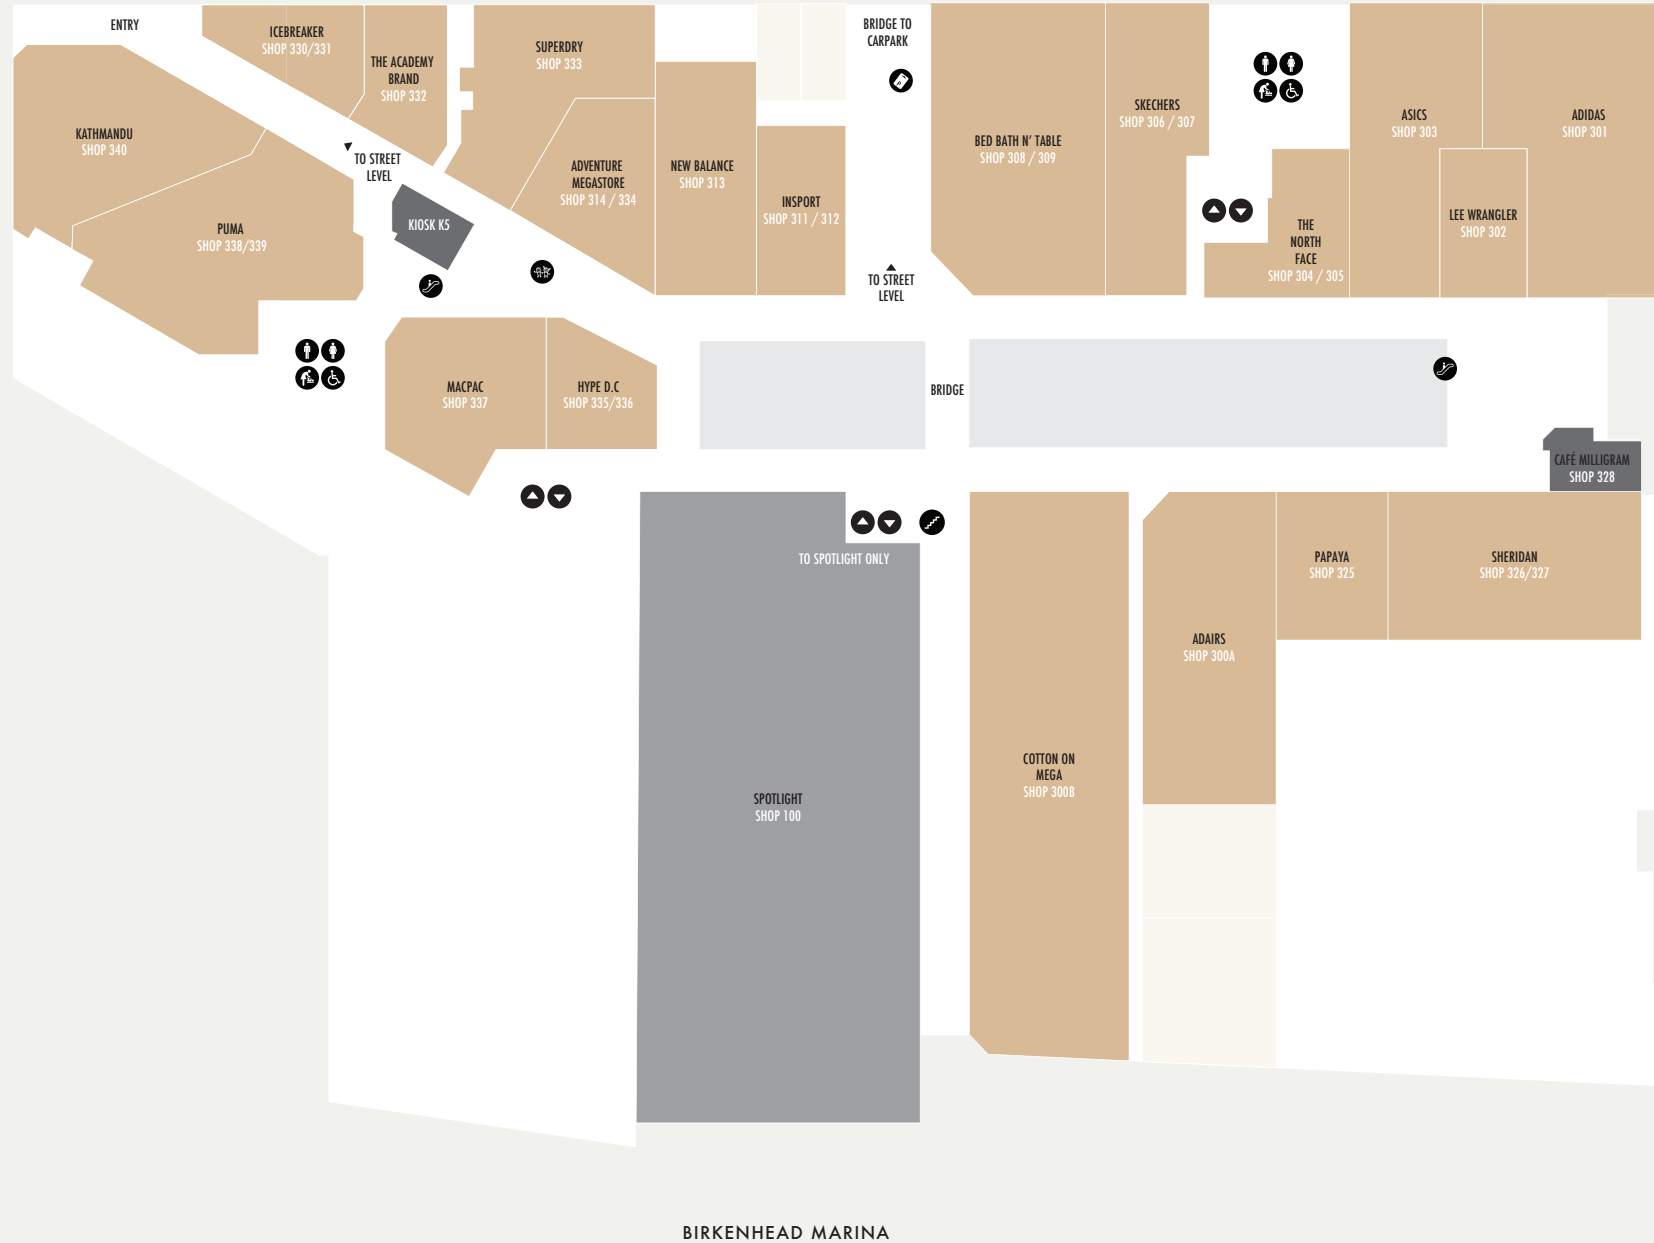 ENTRY
ICEBREAKER
SHOP 330/331
THE ACADEMY
BRAND
SHOP 332
SUPERDRY
SHOP 333
BRIDGE TO
CARPARK
KATHMANDU
SHOP 340
TO STREET
LEVEL
ADVENTURE
MEGASTORE
SHOP 314 / 334
NEW BALANCE
SHOP 313
INSPORT
SHOP 311 / 312
BED BATH N' TABLE
SHOP 308 / 309
SKECHERS
SHOP 306 / 307
ASICS
SHOP 303
ADIDAS
SHOP 301
PUMA
SHOP 338/339
KIOSK K5
THE
NORTH
FACE
SHOP 304 / 305
LEE WRANGLER
SHOP 302
TO STREET
LEVEL
MACPAC
SHOP 337
HYPE D.C
SHOP 335/336
BRIDGE
CAFÉ MILLIGRAM
SHOP 328
TO SPOTLIGHT ONLY
PAPAYA
SHOP 325
SHERIDAN
SHOP 326/327
ADAIRS
SHOP 300A
COTTON ON
MEGA
SHOP 300B
SPOTLIGHT
SHOP 100
BIRKENHEAD MARINA